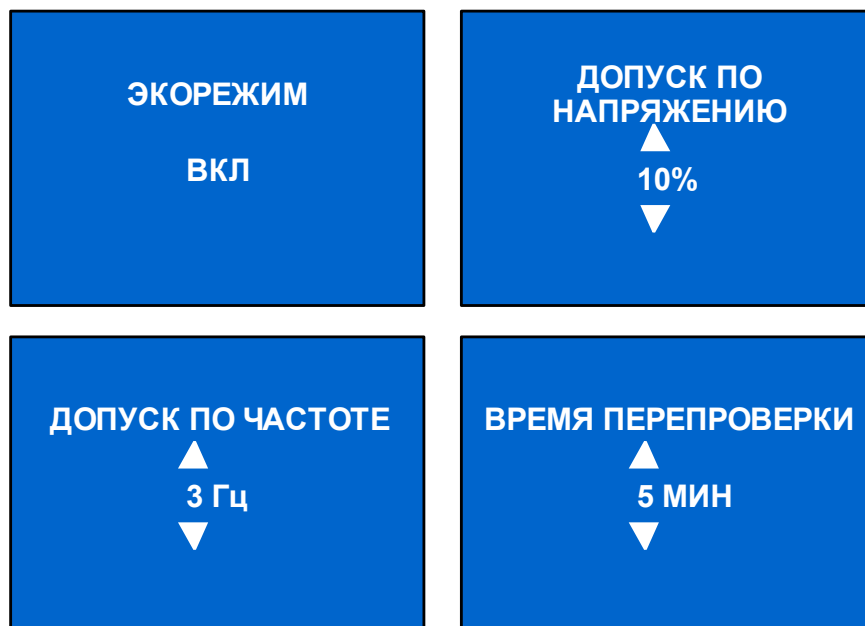 ЭКОРЕЖИМ
ВКЛ
ДОПУСК ПО
НАПРЯЖЕНИЮ
10%
ДОПУСК ПО ЧАСТОТЕ
3 Гц
ВРЕМЯ ПЕРЕПРОВЕРКИ
5 МИН